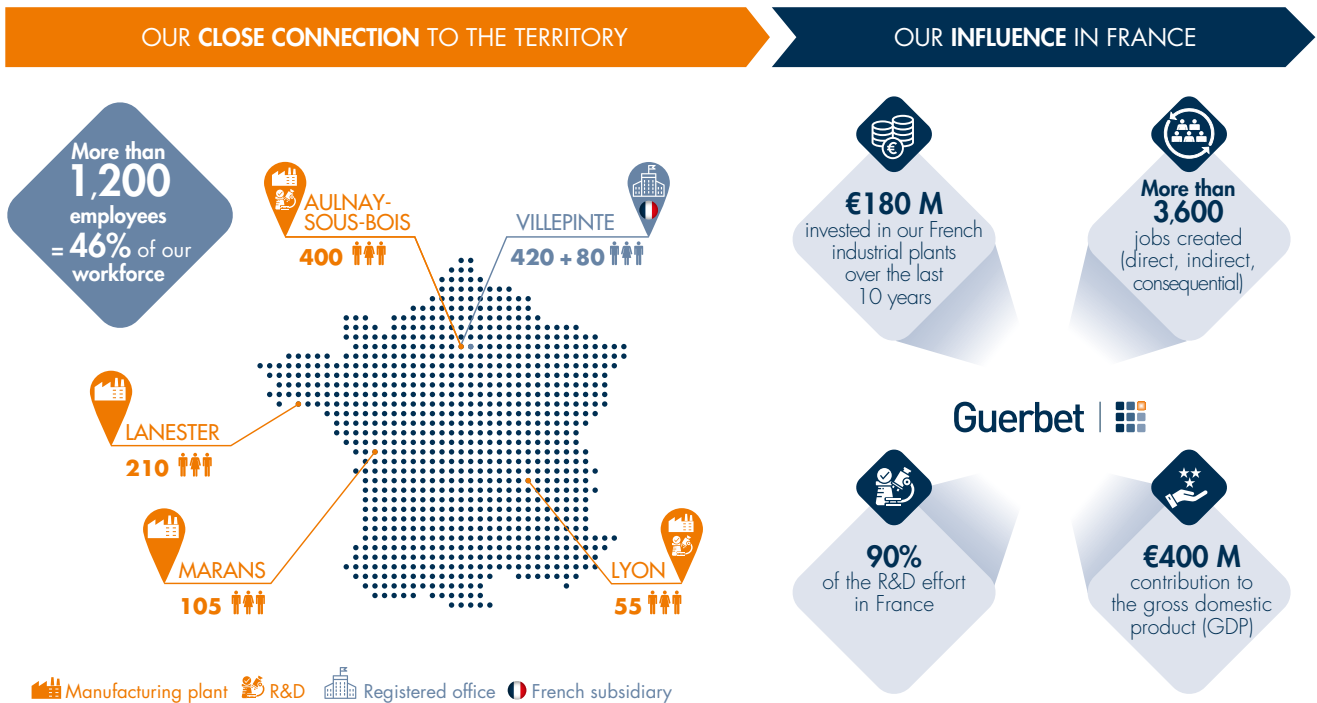 OUR CLOSE CONNECTION TO THE TERRITORY
More than
1,200
employees
= 46% of our
workforce
AULNAY-
SOUS-BOIS
400
VILLEPINTE
420 + 80
LANESTER
210
MARANS
105
LYON
55
Manufacturing plant R&D Registered office French subsidiary
OUR INFLUENCE IN FRANCE
€180 M
invested in our French
industrial plants
over the last
10 years
More than
3,600
jobs created
(direct, indirect,
consequential)
Guerbet
90%
of the R&D effort
in France
€400 M
contribution to
the gross domestic
product (GDP)